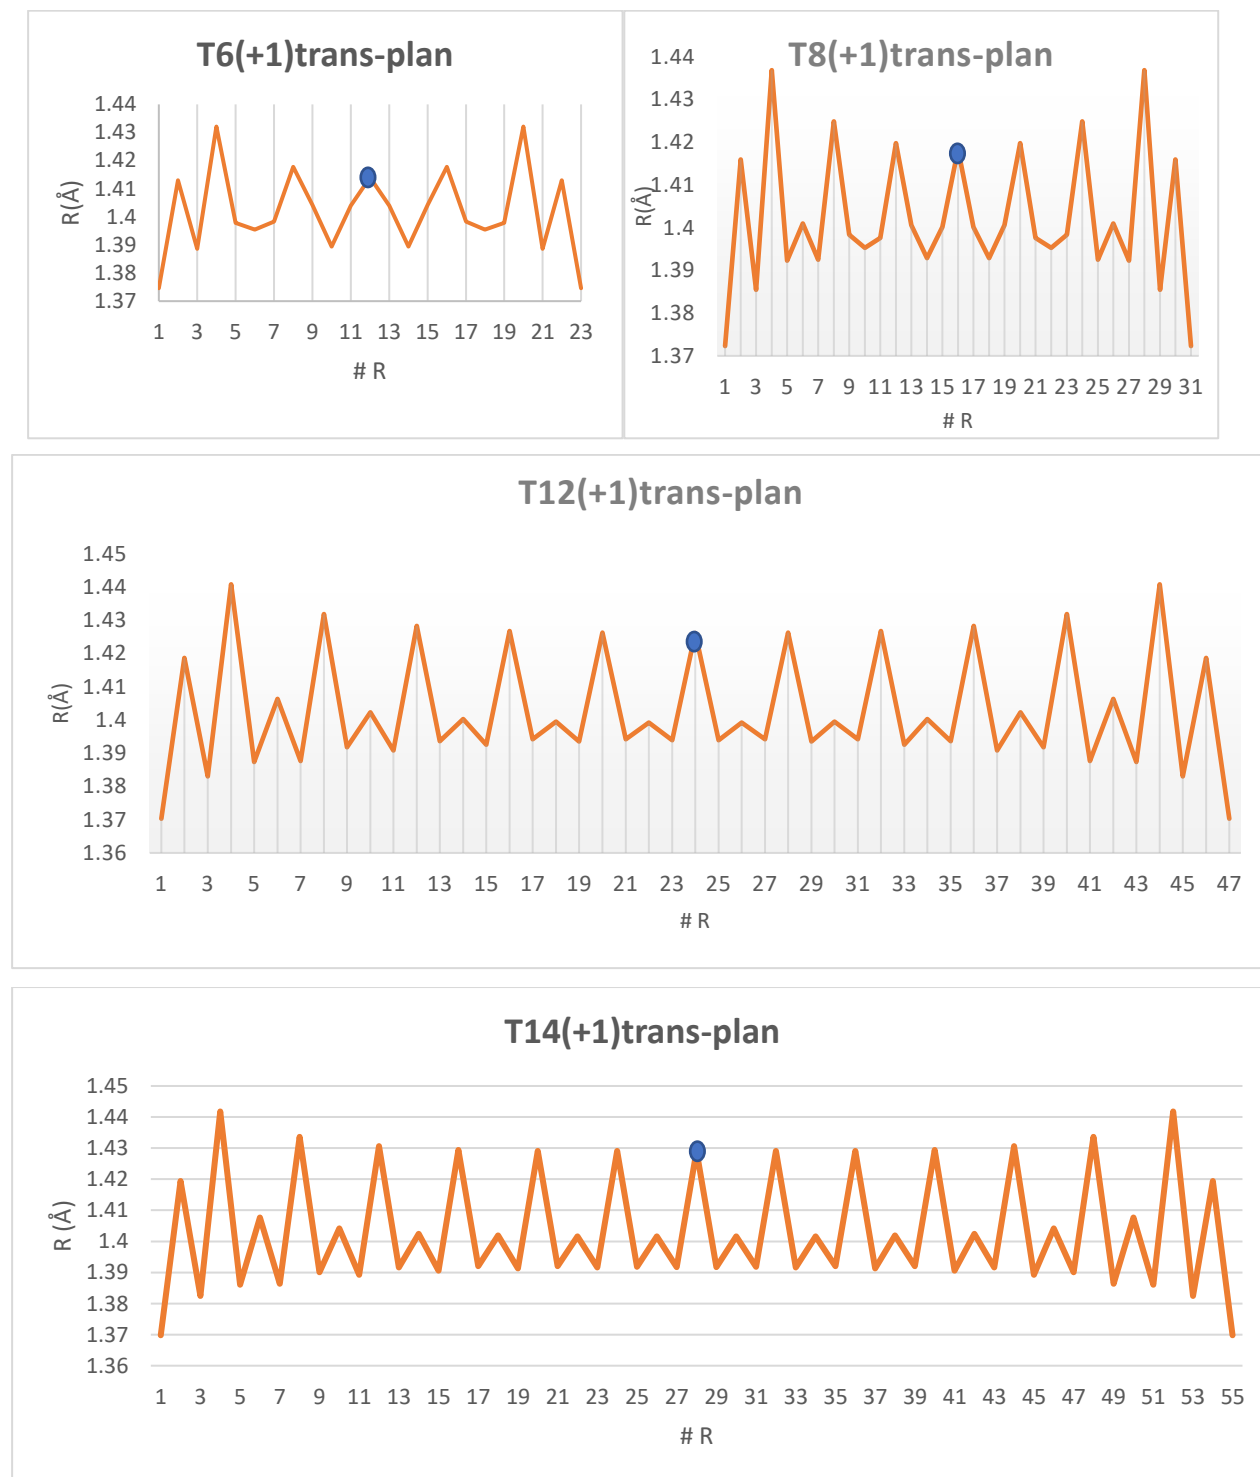 T6(+1)trans-plan
1.44
1.43
1.42
1.41
1.4
1.39
1.38
1.37
R(Å)
1 3 5 7 9 11 13 15 17 19 21 23
# R
T8(+1)trans-plan
1.44
1.43
1.42
1.41
1.4
1.39
1.38
1.37
R(Å)
1 3 5 7 9 11 13 15 17 19 21 23 25 27 29 31
# R
T12(+1)trans-plan
1.45
1.44
1.43
1.42
1.41
1.4
1.39
1.38
1.37
1.36
R(Å)
1 3 5 7 9 11 13 15 17 19 21 23 25 27 29 31 33 35 37 39 41 43 45 47
# R
T14(+1)trans-plan
1.45
1.44
1.43
1.42
1.41
1.4
1.39
1.38
1.37
1.36
R (Å)
1 3 5 7 9 11 13 15 17 19 21 23 25 27 29 31 33 35 37 39 41 43 45 47 49 51 53 55
# R